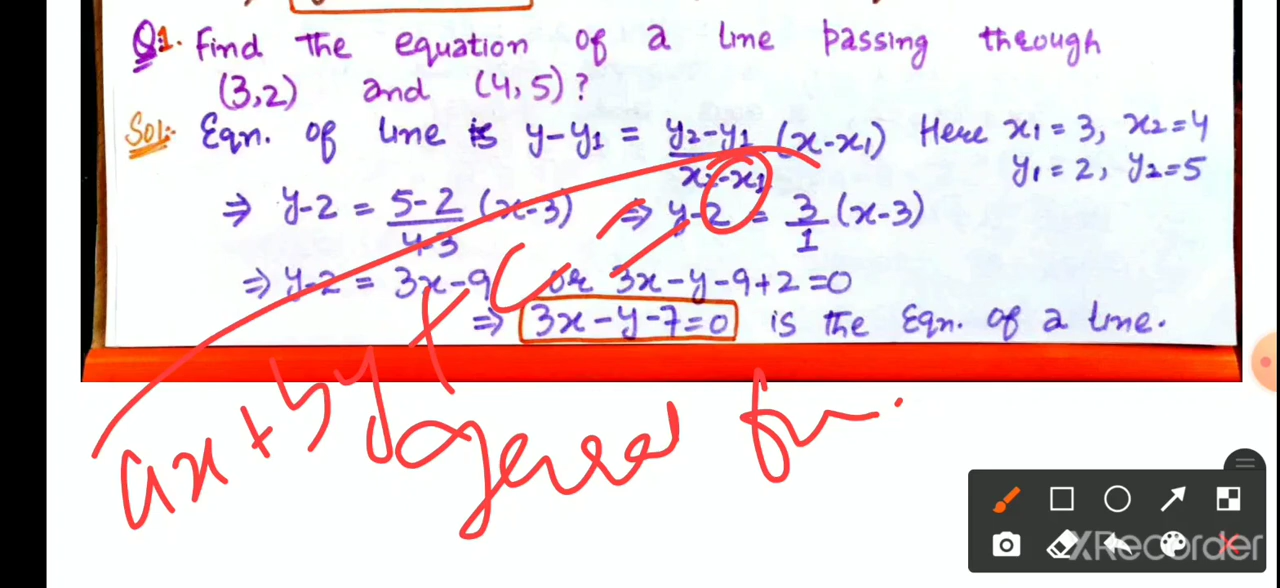 Q1. Find the equation of a line passing through
(3,2) and (4,5)?
Sol:- Eqn. of line is y-y1 = y2-y1/x2-x1 (x-x1) Here x1=3, x2=4
y1=2, y2=5
⇒ y-2 = 5-2/4-3 (x-3) ⇒ y-2 = 3/1 (x-3)
⇒ y-2 = 3x-9 or 3x-y-9+2=0
⇒ 3x-y-7=0 is the Eqn. of a line.
ax+by+c
general
XRecorder